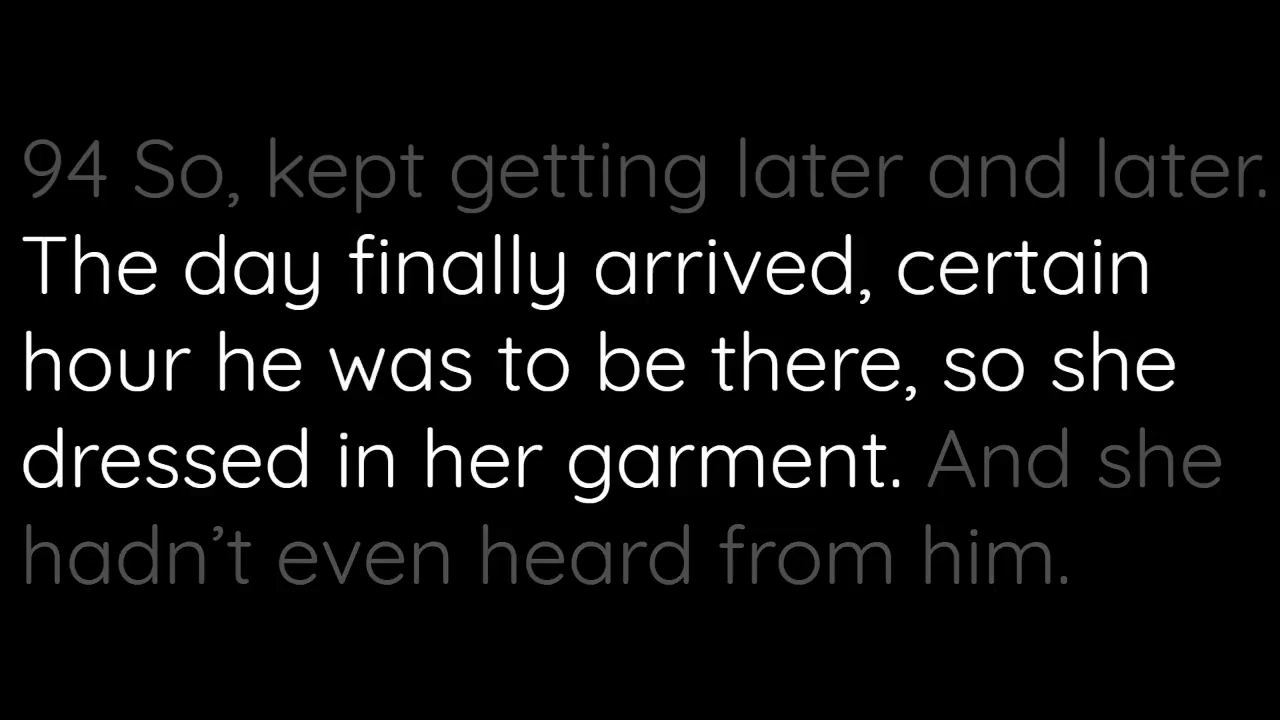 94 So, kept getting later and later.
The day finally arrived, certain
hour he was to be there, so she
dressed in her garment. And she
hadn’t even heard from him.